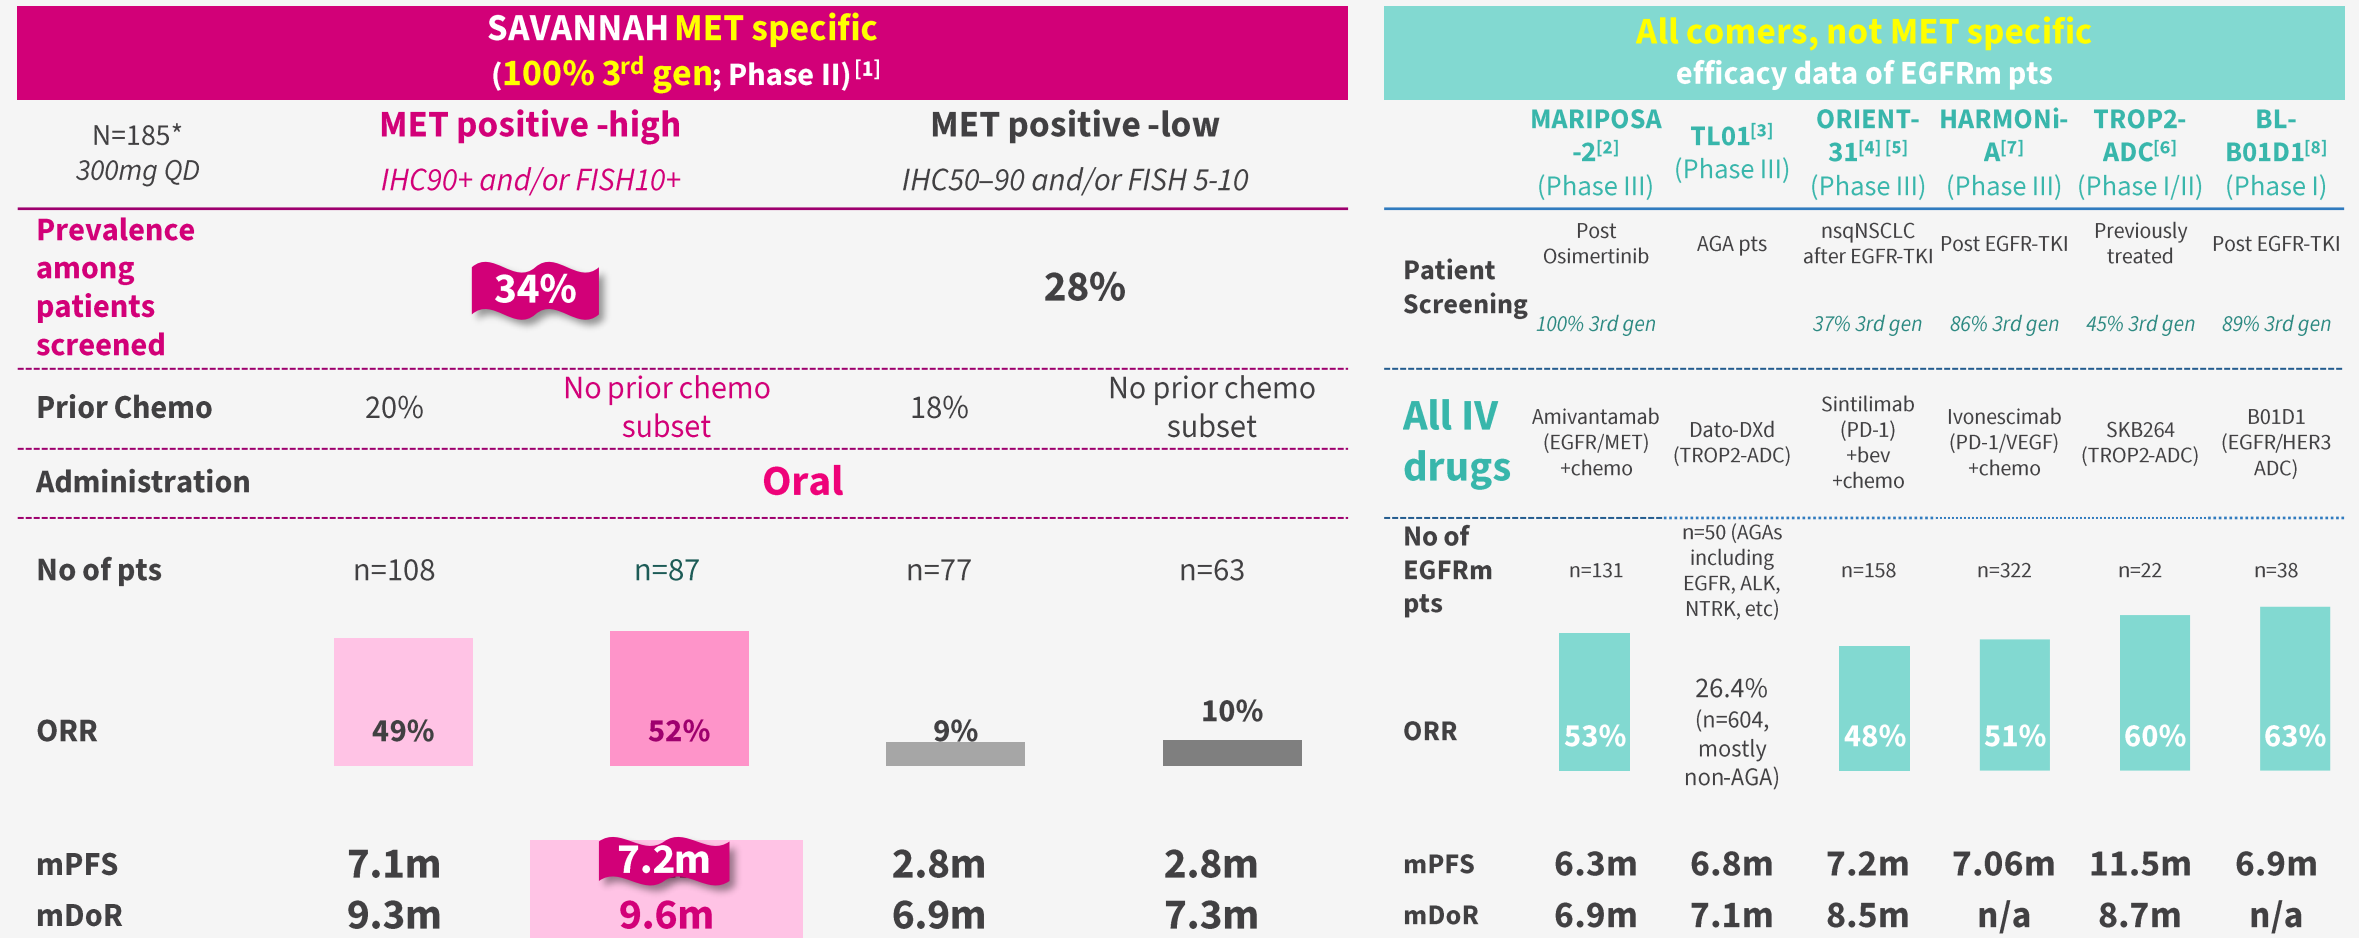 SAVANNAH MET specific
(100% 3rd gen; Phase II) [1]
N=185*
300mg QD
MET positive -high
IHC90+ and/or FISH10+
MET positive -low
IHC50–90 and/or FISH 5-10
Prevalence
among
patients
screened
34%
28%
Prior Chemo
20%
No prior chemo
subset
18%
No prior chemo
subset
Administration
Oral
No of pts
n=108
n=87
n=77
n=63
ORR
49%
52%
9%
10%
mPFS
7.1m
7.2m
2.8m
2.8m
mDoR
9.3m
9.6m
6.9m
7.3m
All comers, not MET specific
efficacy data of EGFRm pts
MARIPOSA
-2[2]
(Phase III)
TL01[3]
(Phase III)
ORIENT-
31[4] [5]
(Phase III)
HARMONi-
A[7]
(Phase III)
TROP2-
ADC[6]
(Phase I/II)
BL-
B01D1[8]
(Phase I)
Patient
Screening
Post
Osimertinib
100% 3rd gen
AGA pts
nsqNSCLC
after EGFR-TKI
37% 3rd gen
Post EGFR-TKI
86% 3rd gen
Previously
treated
45% 3rd gen
Post EGFR-TKI
89% 3rd gen
All IV
drugs
Amivantamab
(EGFR/MET)
+chemo
Dato-DXd
(TROP2-ADC)
Sintilimab
(PD-1)
+bev
+chemo
Ivonescimab
(PD-1/VEGF)
+chemo
SKB264
(TROP2-ADC)
B01D1
(EGFR/HER3
ADC)
No of
EGFRm
pts
n=131
n=50 (AGAs
including
EGFR, ALK,
NTRK, etc)
n=158
n=322
n=22
n=38
ORR
53%
26.4%
(n=604,
mostly
non-AGA)
48%
51%
60%
63%
mPFS
6.3m
6.8m
7.2m
7.06m
11.5m
6.9m
mDoR
6.9m
7.1m
8.5m
n/a
8.7m
n/a